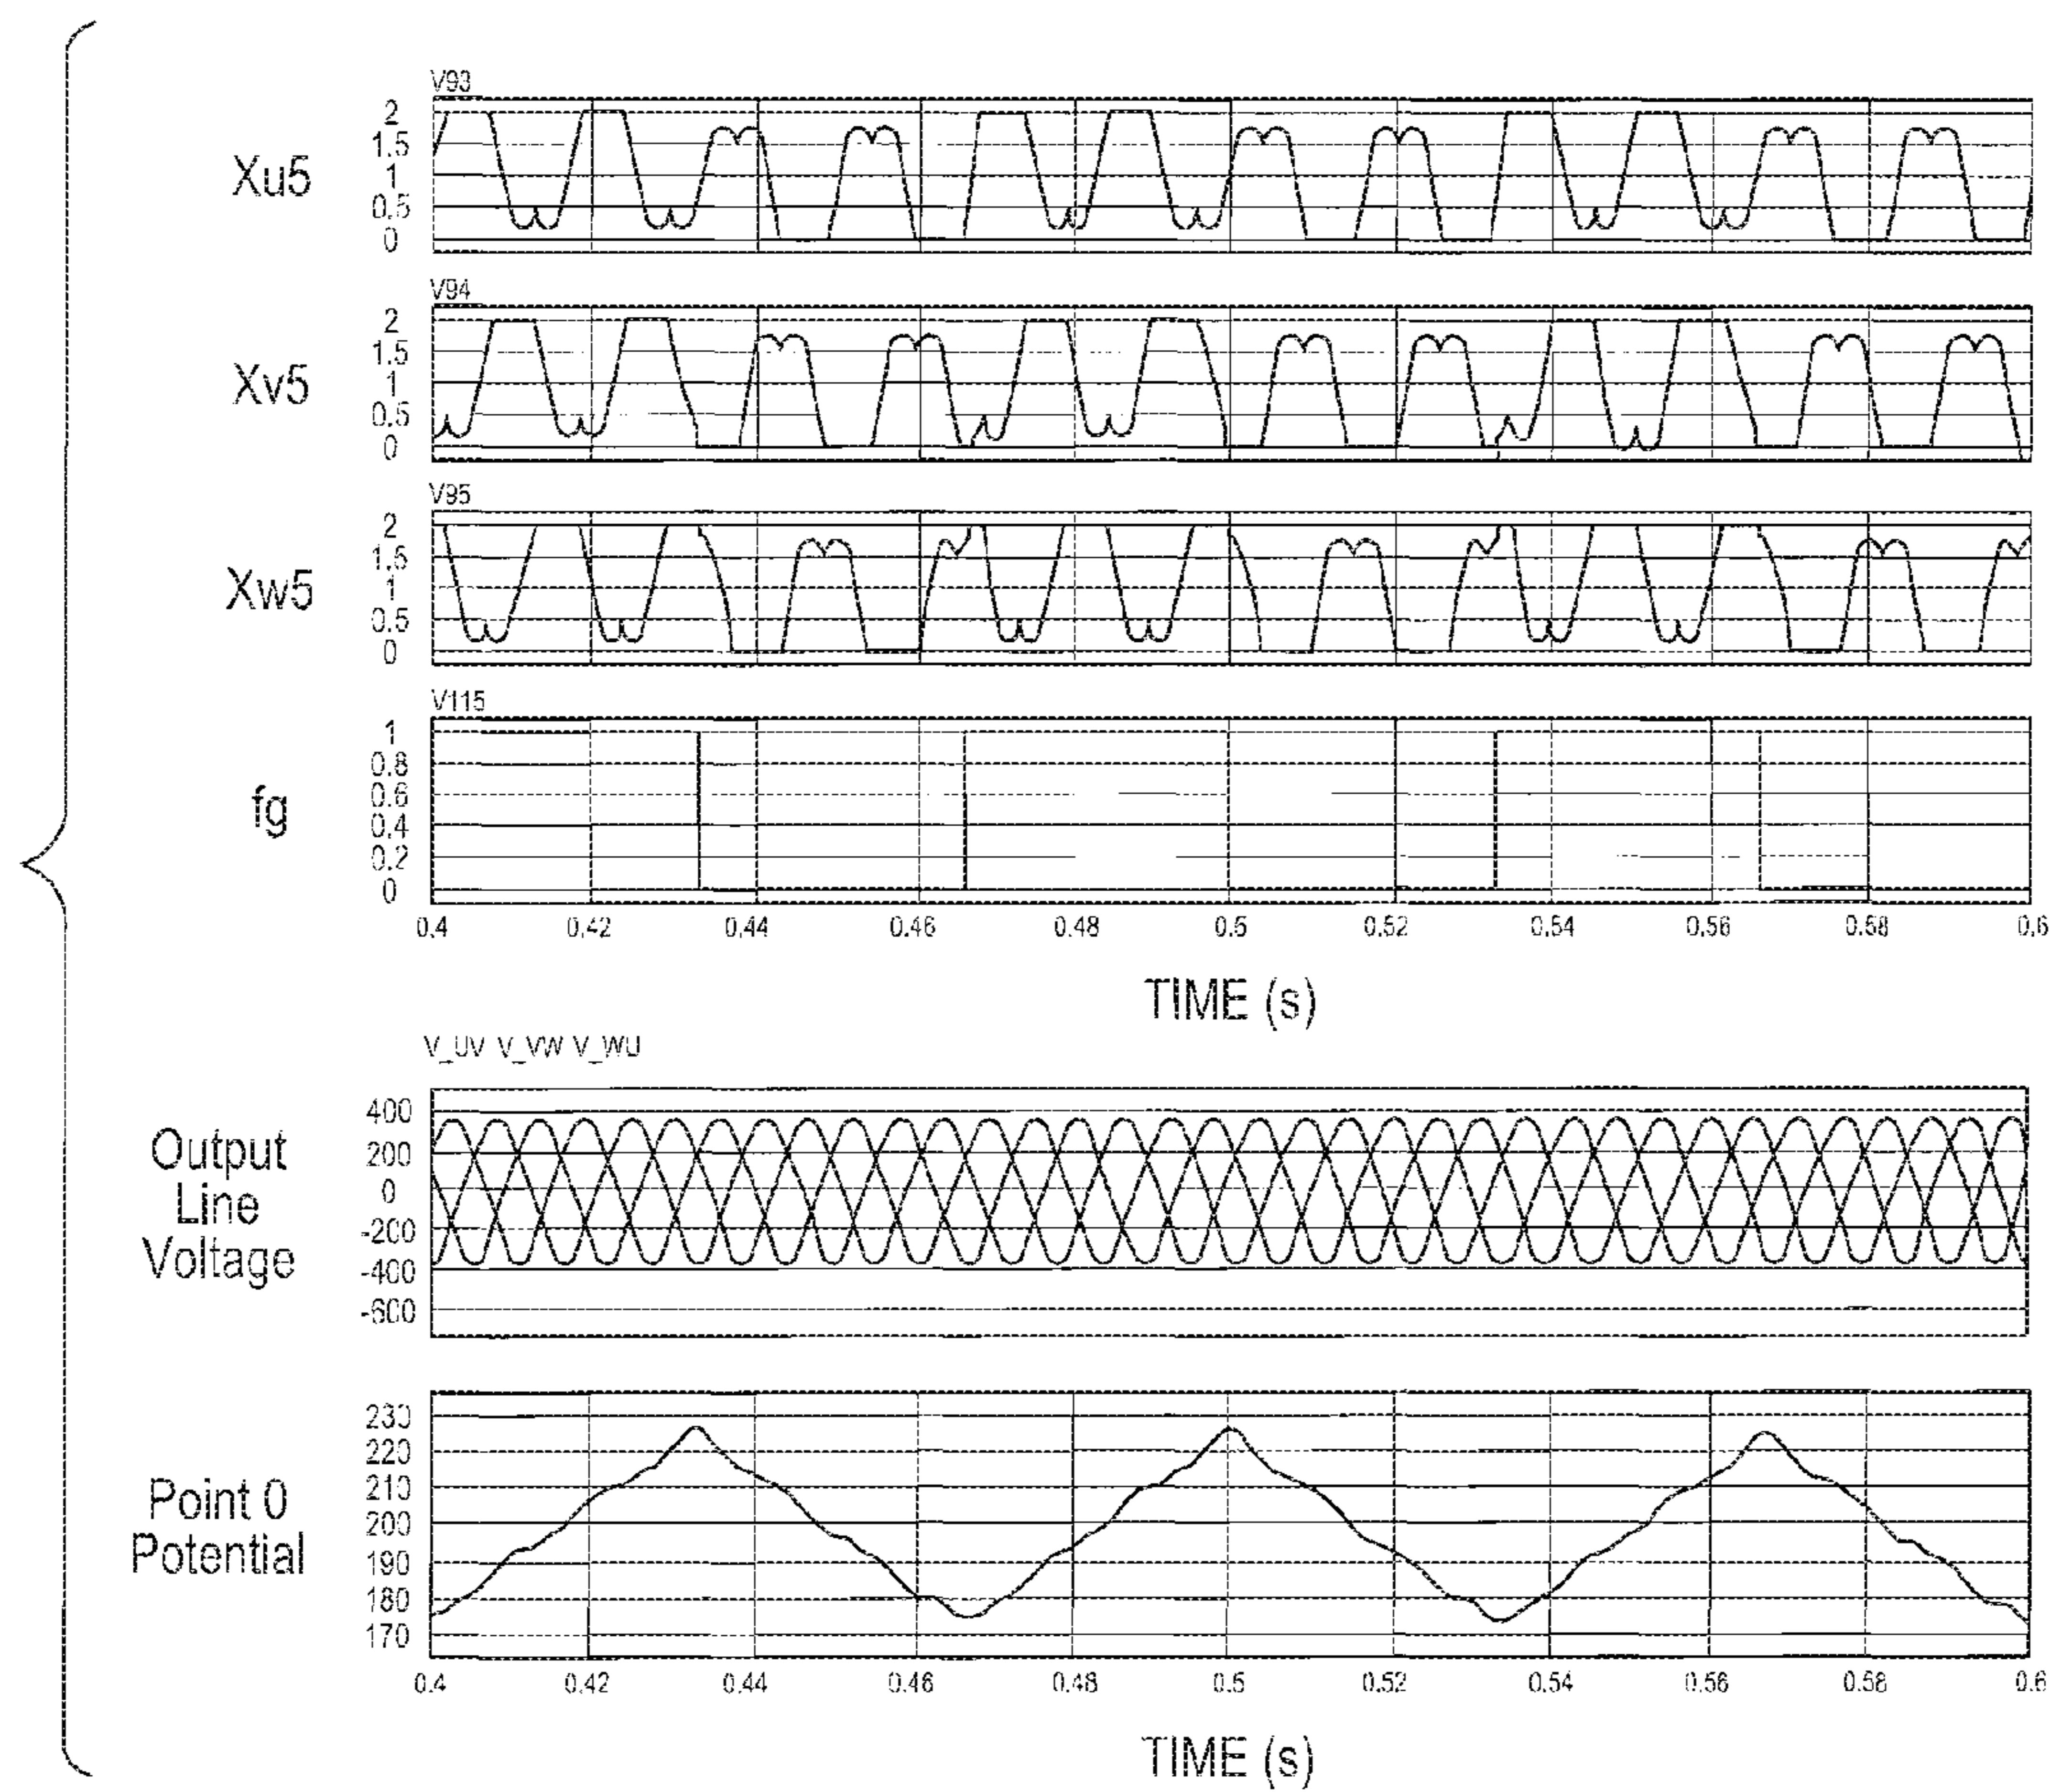 V93
Xu5
2
1.5
1
0.5
0
V94
Xv5
2
1.5
1
0.5
0
V95
Xw5
2
1.5
1
0.5
0
V115
fg
1
0.8
0.6
0.4
0.2
0
0.4 0.42 0.44 0.46 0.48 0.5 0.52 0.54 0.56 0.58 0.6
TIME (s)
V_UV V_VW V_WU
Output
Line
Voltage
400
200
0
-200
-400
-600
Point 0
Potential
230
220
210
200
190
180
170
0.4 0.42 0.44 0.46 0.48 0.5 0.52 0.54 0.56 0.58 0.6
TIME (s)